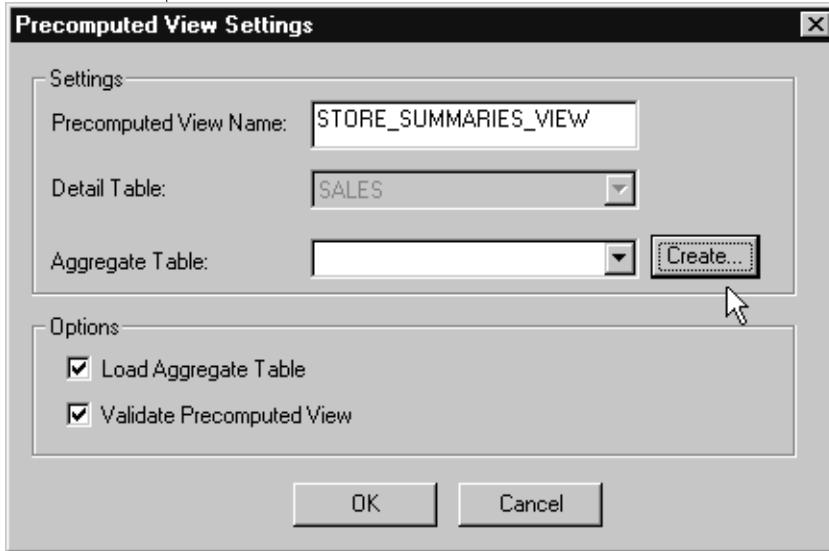 Precomputed View Settings
Settings
Precomputed View Name: STORE_SUMMARIES_VIEW
Detail Table: SALES
Aggregate Table: Create...
Options
Load Aggregate Table
Validate Precomputed View
OK Cancel